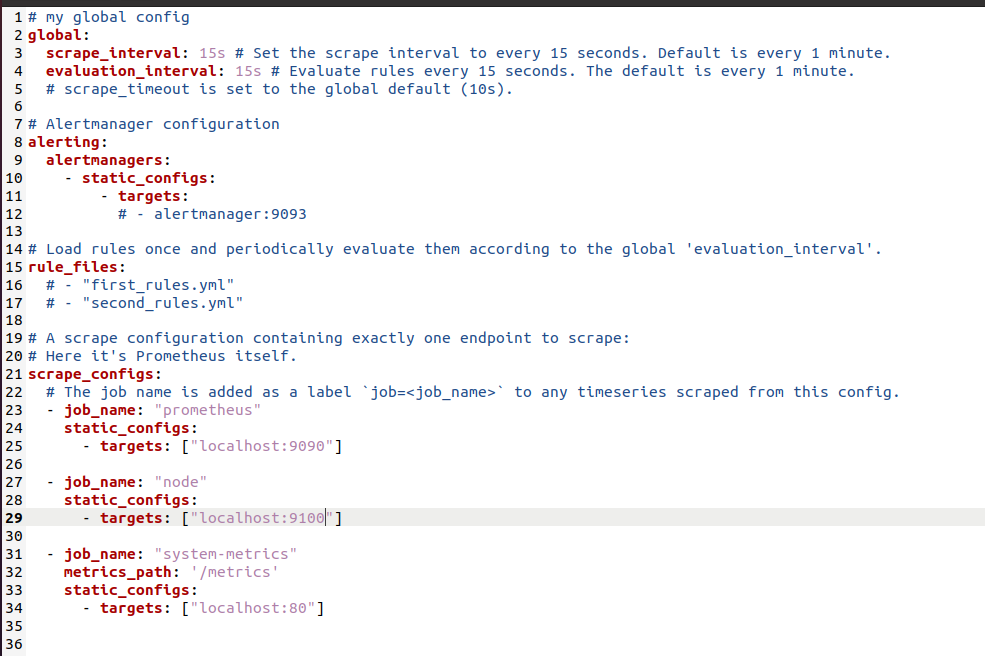 1 # my global config
2 global:
3   scrape_interval: 15s # Set the scrape interval to every 15 seconds. Default is every 1 minute.
4   evaluation_interval: 15s # Evaluate rules every 15 seconds. The default is every 1 minute.
5   # scrape_timeout is set to the global default (10s).
6
7 # Alertmanager configuration
8 alerting:
9   alertmanagers:
10     - static_configs:
11         - targets:
12           # - alertmanager:9093
13
14 # Load rules once and periodically evaluate them according to the global 'evaluation_interval'.
15 rule_files:
16   # - "first_rules.yml"
17   # - "second_rules.yml"
18
19 # A scrape configuration containing exactly one endpoint to scrape:
20 # Here it's Prometheus itself.
21 scrape_configs:
22   # The job name is added as a label `job=<job_name>` to any timeseries scraped from this config.
23   - job_name: "prometheus"
24     static_configs:
25       - targets: ["localhost:9090"]
26
27   - job_name: "node"
28     static_configs:
29       - targets: ["localhost:9100"]
30
31   - job_name: "system-metrics"
32     metrics_path: '/metrics'
33     static_configs:
34       - targets: ["localhost:80"]
35
36